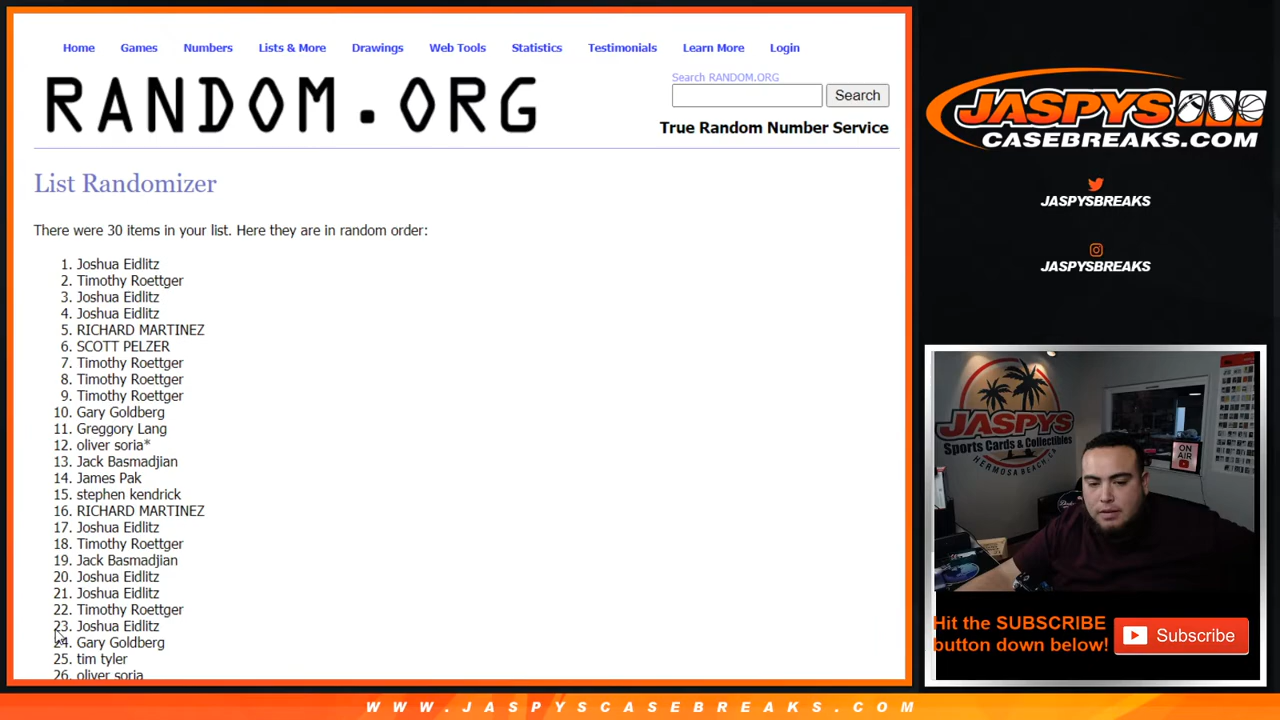 Home Games Numbers Lists & More Drawings Web Tools Statistics Testimonials Learn More Login
RANDOM.ORG
Search RANDOM.ORG
Search
True Random Number Service
List Randomizer
There were 30 items in your list. Here they are in random order:
1. Joshua Eidlitz
2. Timothy Roettger
3. Joshua Eidlitz
4. Joshua Eidlitz
5. RICHARD MARTINEZ
6. SCOTT PELZER
7. Timothy Roettger
8. Timothy Roettger
9. Timothy Roettger
10. Gary Goldberg
11. Greggory Lang
12. oliver soria*
13. Jack Basmadjian
14. James Pak
15. stephen kendrick
16. RICHARD MARTINEZ
17. Joshua Eidlitz
18. Timothy Roettger
19. Jack Basmadjian
20. Joshua Eidlitz
21. Joshua Eidlitz
22. Timothy Roettger
23. Joshua Eidlitz
24. Gary Goldberg
25. tim tyler
26. oliver soria
JASPYS
CASEBREAKS.COM
JASPYSBREAKS
JASPYSBREAKS
JASPYS
Sports Cards & Collectibles
HERMOSA BEACH CA
ON AIR
Hit the SUBSCRIBE
button down below!
Subscribe
WWW.JASPYSCASEBREAKS.COM